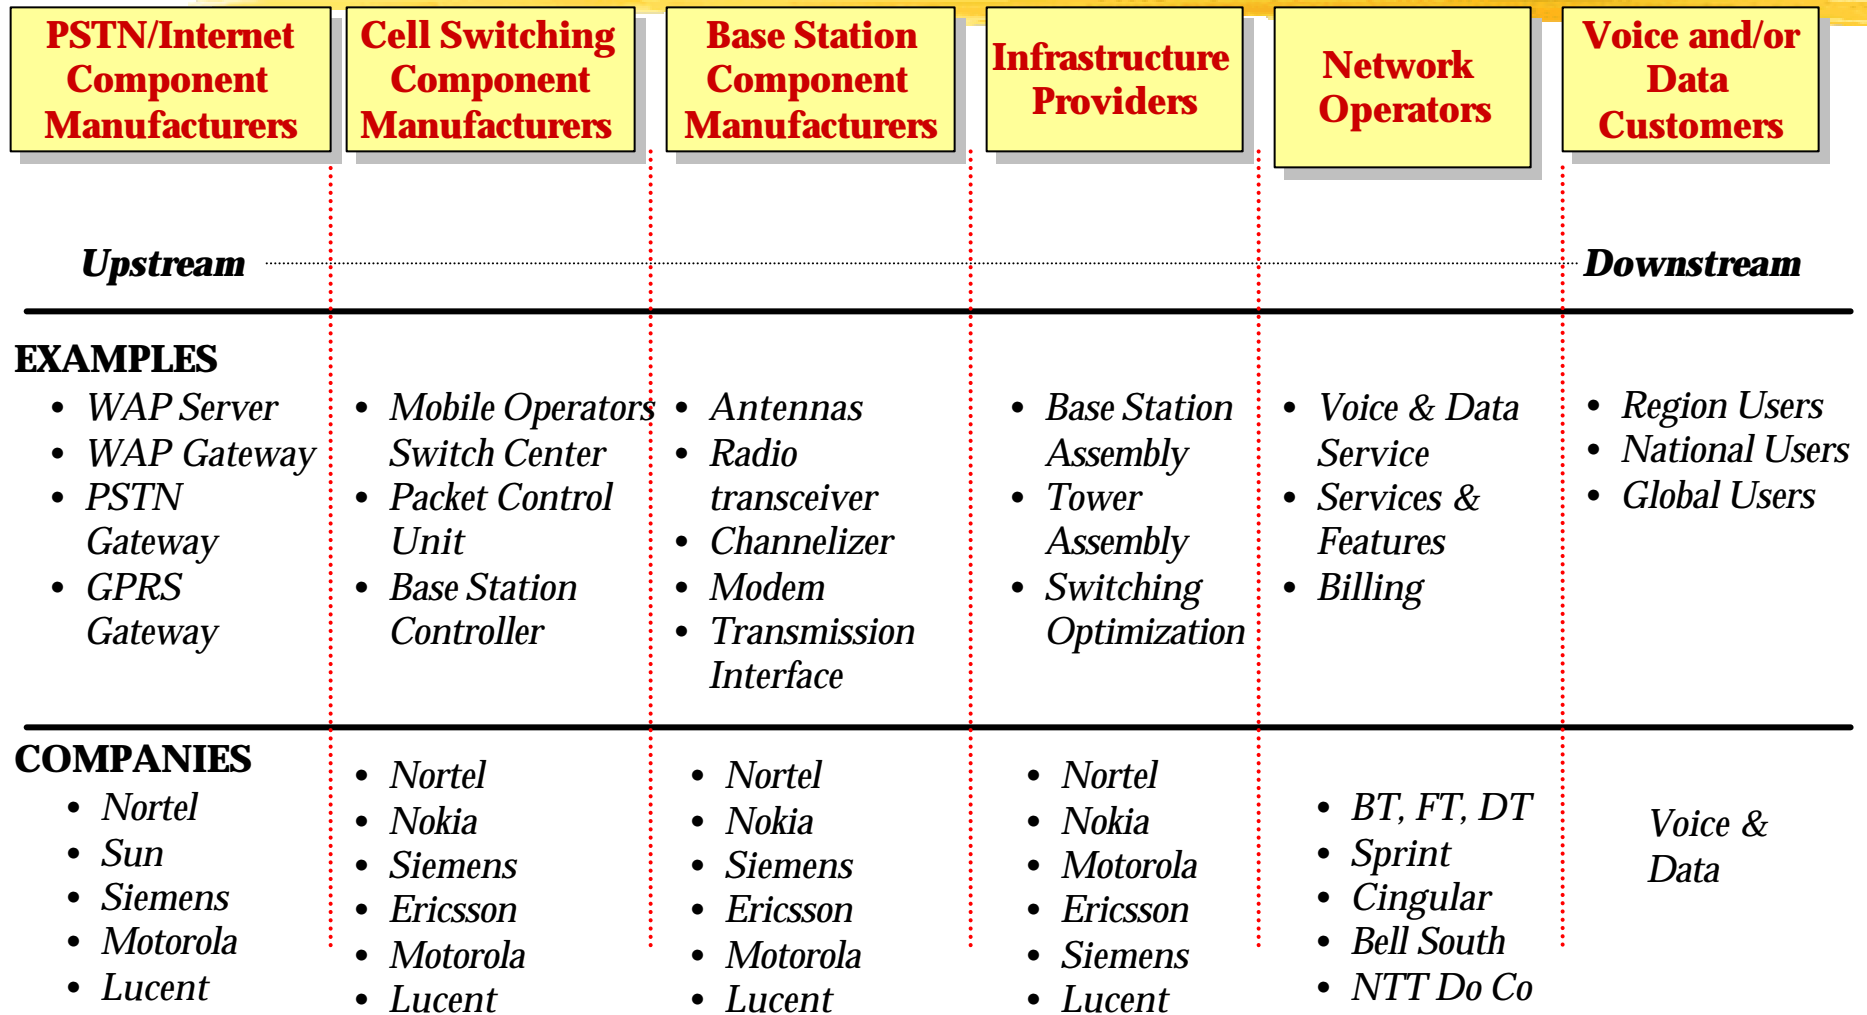 PSTN/Internet
Component
Manufacturers
Cell Switching
Component
Manufacturers
Base Station
Component
Manufacturers
Infrastructure
Providers
Network
Operators
Voice and/or
Data
Customers
Upstream
Downstream
EXAMPLES
• WAP Server
• WAP Gateway
• PSTN
Gateway
• GPRS
Gateway
• Mobile Operators
Switch Center
• Packet Control
Unit
• Base Station
Controller
• Antennas
• Radio
transceiver
• Channelizer
• Modem
• Transmission
Interface
• Base Station
Assembly
• Tower
Assembly
• Switching
Optimization
• Voice & Data
Service
• Services &
Features
• Billing
• Region Users
• National Users
• Global Users
COMPANIES
• Nortel
• Sun
• Siemens
• Motorola
• Lucent
• Nortel
• Nokia
• Siemens
• Ericsson
• Motorola
• Lucent
• Nortel
• Nokia
• Siemens
• Ericsson
• Motorola
• Lucent
• Nortel
• Nokia
• Motorola
• Ericsson
• Siemens
• Lucent
• BT, FT, DT
• Sprint
• Cingular
• Bell South
• NTT Do Co
Voice &
Data